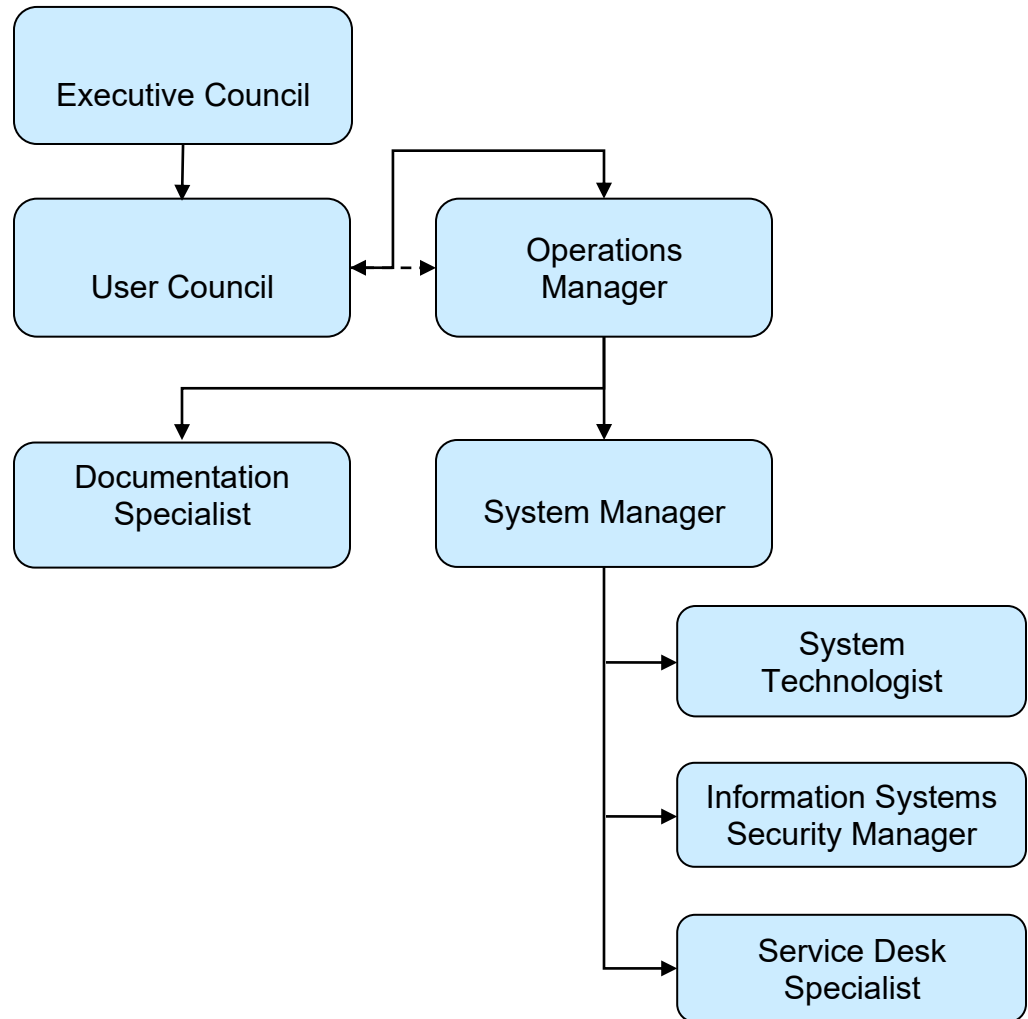 Executive Council
User Council
Operations
Manager
Documentation
Specialist
System Manager
System
Technologist
Information Systems
Security Manager
Service Desk
Specialist